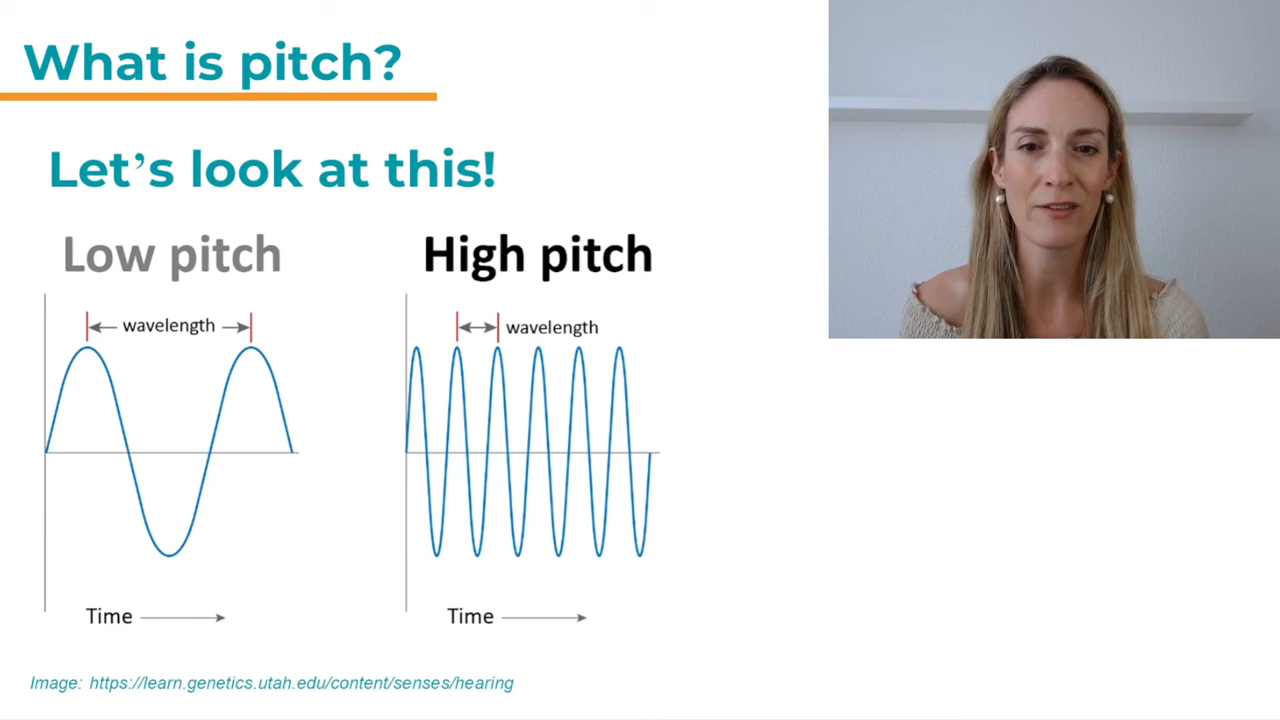 What is pitch?
Let’s look at this!
Low pitch
High pitch
wavelength
wavelength
Time
Time
Image: https://learn.genetics.utah.edu/content/senses/hearing